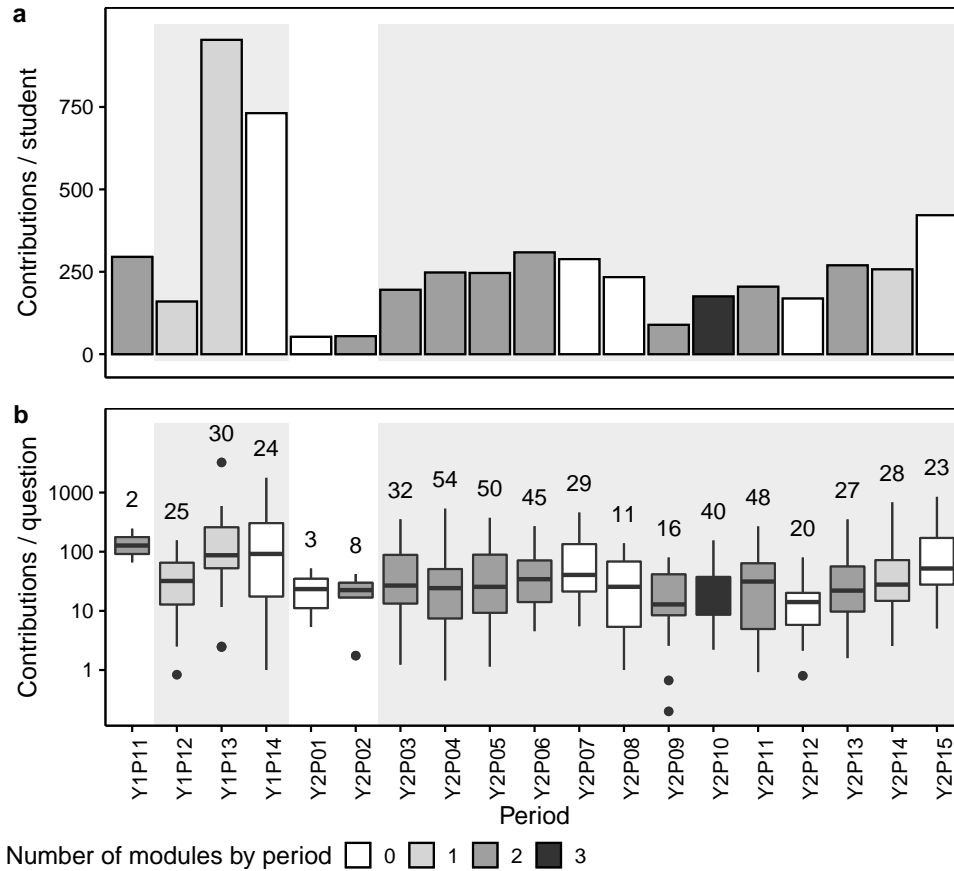 a
Contributions / student
750
500
250
0
b
Contributions / question
1000
100
10
1
2
25
30
24
3
8
32
54
50
45
29
11
16
40
48
20
27
28
23
Y1P11
Y1P12
Y1P13
Y1P14
Y2P01
Y2P02
Y2P03
Y2P04
Y2P05
Y2P06
Y2P07
Y2P08
Y2P09
Y2P10
Y2P11
Y2P12
Y2P13
Y2P14
Y2P15
Period
Number of modules by period 0 1 2 3